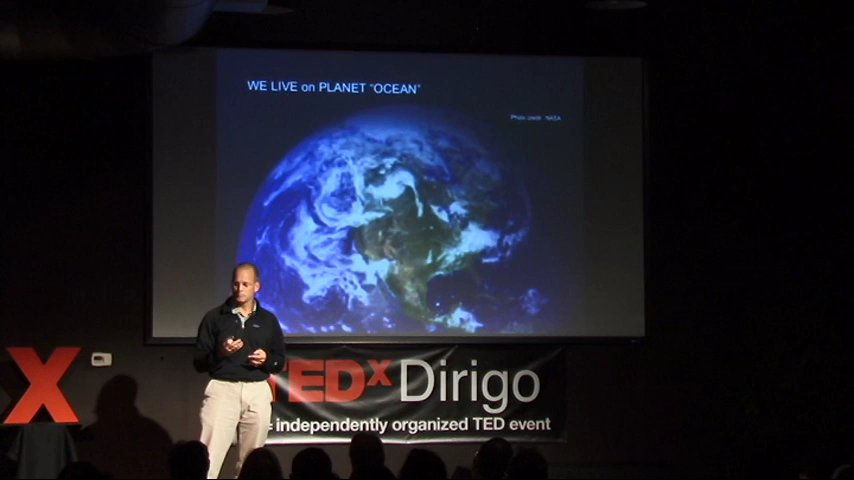 WE LIVE on PLANET "OCEAN"
Photo credit: NASA
X
TEDx Dirigo
= independently organized TED event